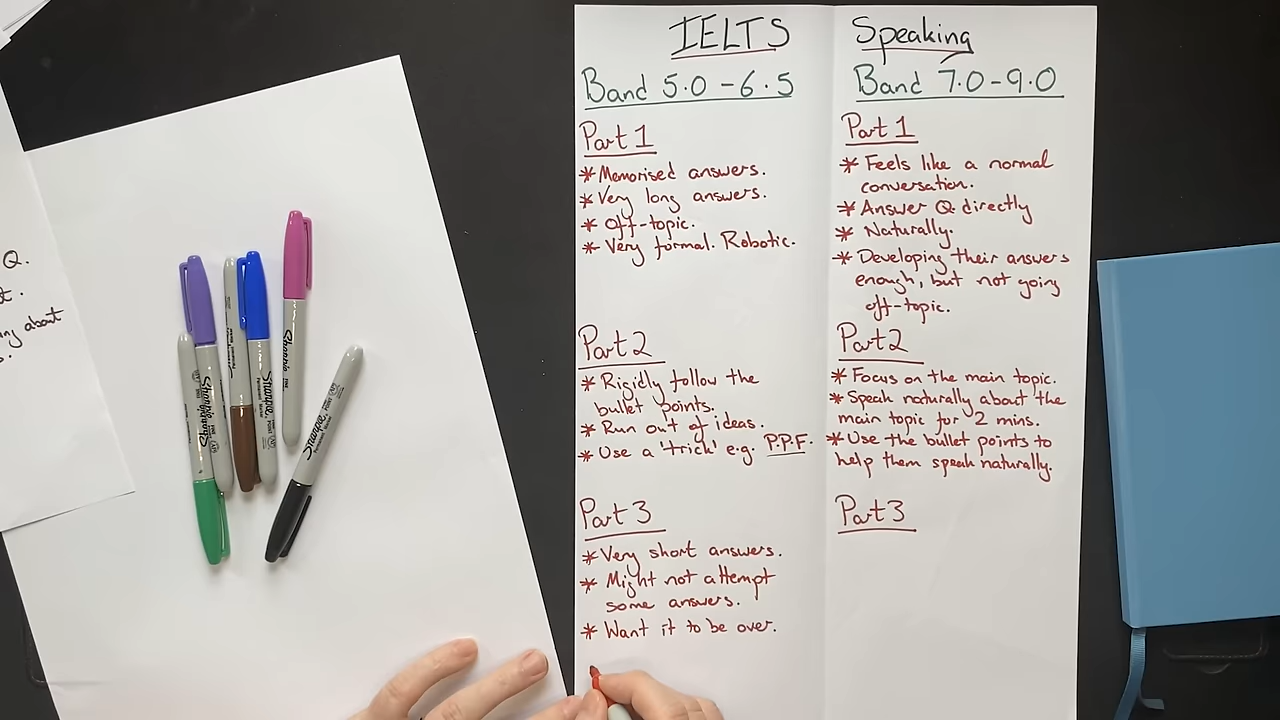 IELTS Speaking
Band 5.0-6.5
Part 1
* Memorised answers.
* Very long answers.
* Off-topic.
* Very formal. Robotic.
Part 2
* Rigidly follow the
bullet points.
* Run out of ideas.
* Use a 'trick' e.g. P.P.F.
Part 3
* Very short answers.
* Might not attempt
some answers.
* Want it to be over.
Band 7.0-9.0
Part 1
* Feels like a normal
conversation.
* Answer Q directly
* Naturally.
* Developing their answers
enough, but not going
off-topic.
Part 2
* Focus on the main topic.
* Speak naturally about the
main topic for 2 mins.
* Use the bullet points to
help them speak naturally.
Part 3
Q.
about
Sharpie
Sharpie
Sharpie
Sharpie